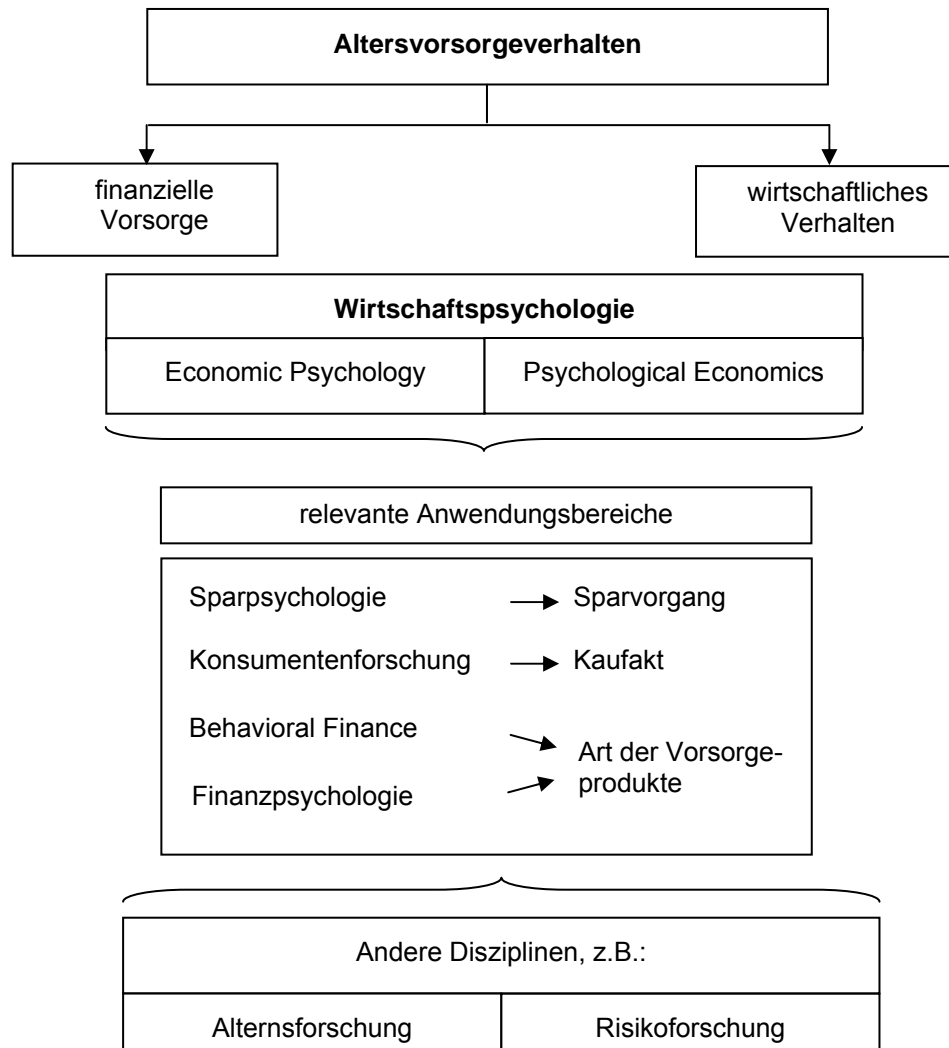 Altersvorsorgeverhalten
finanzielle
Vorsorge
wirtschaftliches
Verhalten
Wirtschaftspsychologie
Economic Psychology
Psychological Economics
relevante Anwendungsbereiche
Sparpsychologie
Sparvorgang
Konsumentenforschung
Kaufakt
Behavioral Finance
Art der Vorsorge-
produkte
Finanzpsychologie
Andere Disziplinen, z.B.:
Alternsforschung
Risikoforschung